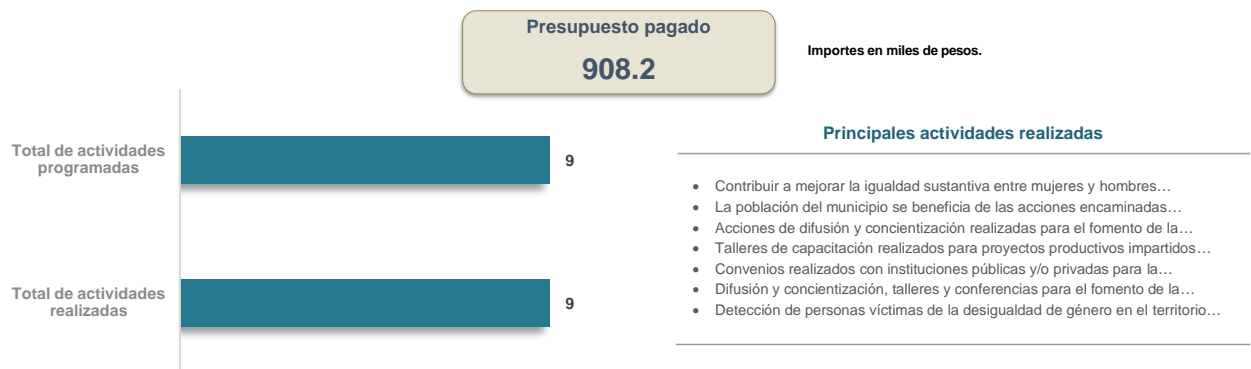 Presupuesto pagado
908.2
Importes en miles de pesos.
Total de actividades
programadas
9
Total de actividades
realizadas
9
Principales actividades realizadas
• Contribuir a mejorar la igualdad sustantiva entre mujeres y hombres…
• La población del municipio se beneficia de las acciones encaminadas…
• Acciones de difusión y concientización realizadas para el fomento de la…
• Talleres de capacitación realizados para proyectos productivos impartidos…
• Convenios realizados con instituciones públicas y/o privadas para la…
• Difusión y concientización, talleres y conferencias para el fomento de la…
• Detección de personas víctimas de la desigualdad de género en el territorio…